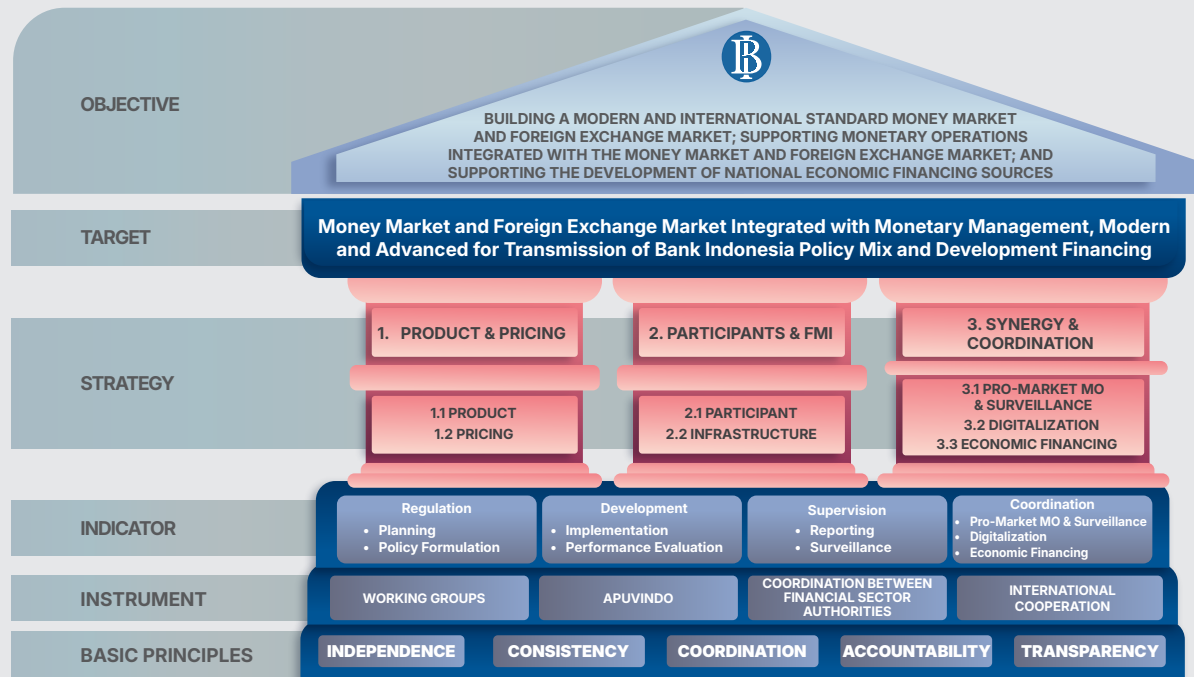 OBJECTIVE
BI
BUILDING A MODERN AND INTERNATIONAL STANDARD MONEY MARKET
AND FOREIGN EXCHANGE MARKET; SUPPORTING MONETARY OPERATIONS
INTEGRATED WITH THE MONEY MARKET AND FOREIGN EXCHANGE MARKET; AND
SUPPORTING THE DEVELOPMENT OF NATIONAL ECONOMIC FINANCING SOURCES
TARGET
Money Market and Foreign Exchange Market Integrated with Monetary Management, Modern
and Advanced for Transmission of Bank Indonesia Policy Mix and Development Financing
STRATEGY
1. PRODUCT & PRICING
1.1 PRODUCT
1.2 PRICING
2. PARTICIPANTS & FMI
2.1 PARTICIPANT
2.2 INFRASTRUCTURE
3. SYNERGY &
COORDINATION
3.1 PRO-MARKET MO
& SURVEILLANCE
3.2 DIGITALIZATION
3.3 ECONOMIC FINANCING
INDICATOR
Regulation
• Planning
• Policy Formulation
Development
• Implementation
• Performance Evaluation
Supervision
• Reporting
• Surveillance
Coordination
• Pro-Market MO & Surveillance
• Digitalization
• Economic Financing
INSTRUMENT
WORKING GROUPS
APUVINDO
COORDINATION BETWEEN
FINANCIAL SECTOR
AUTHORITIES
INTERNATIONAL
COOPERATION
BASIC PRINCIPLES
INDEPENDENCE
CONSISTENCY
COORDINATION
ACCOUNTABILITY
TRANSPARENCY